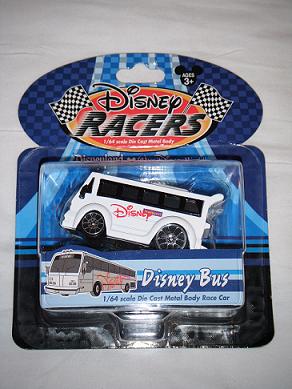 AGES
3+
Disney
RACERS
1/64 scale Die Cast Metal Body
Disneyland
Disney
Disney Bus
1/64 scale Die Cast Metal Body Race Car